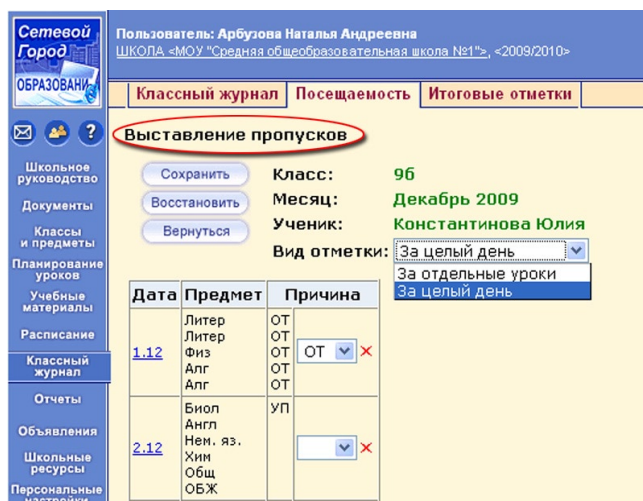 Сетевой
Город
ОБРАЗОВАНИ
Пользователь: Арбузова Наталья Андреевна
ШКОЛА <МОУ "Средняя общеобразовательная школа №1">, <2009/2010>
Классный журнал
Посещаемость
Итоговые отметки
?
Выставление пропусков
Школьное
руководство
Документы
Классы
и предметы
Планирование
уроков
Учебные
материалы
Расписание
Классный
журнал
Отчеты
Объявления
Школьные
ресурсы
Персональные
настройки
Сохранить
Восстановить
Вернуться
Класс: 9б
Месяц: Декабрь 2009
Ученик: Константинова Юлия
Вид отметки: За целый день
За отдельные уроки
За целый день
Дата Предмет Причина
1.12
Литер ОТ
Литер ОТ
Физ ОТ
Алг ОТ
Алг ОТ
ОТ
2.12
Биол УП
Англ
Нем. яз.
Хим
Общ
ОБЖ